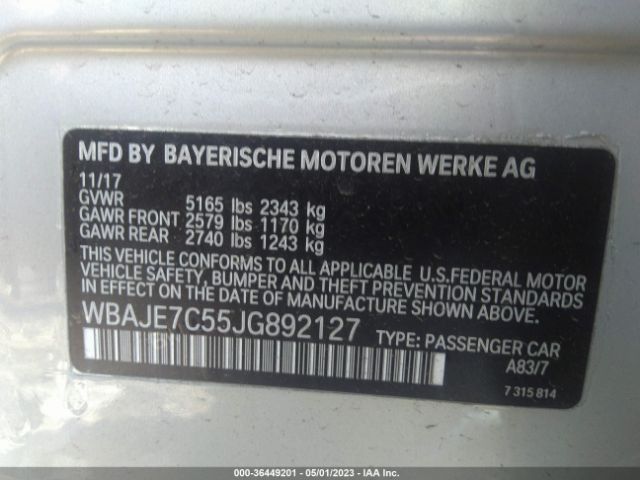 MFD BY BAYERISCHE MOTOREN WERKE AG
11/17
GVWR 5165 lbs 2343 kg
GAWR FRONT 2579 lbs 1170 kg
GAWR REAR 2740 lbs 1243 kg
THIS VEHICLE CONFORMS TO ALL APPLICABLE U.S.FEDERAL MOTOR
VEHICLE SAFETY, BUMPER AND THEFT PREVENTION STANDARDS
IN EFFECT ON THE DATE OF MANUFACTURE SHOWN ABOVE.
WBAJE7C55JG892127
TYPE: PASSENGER CAR
A83/7
7 315 814
000-36449201 - 05/01/2023 - IAA Inc.